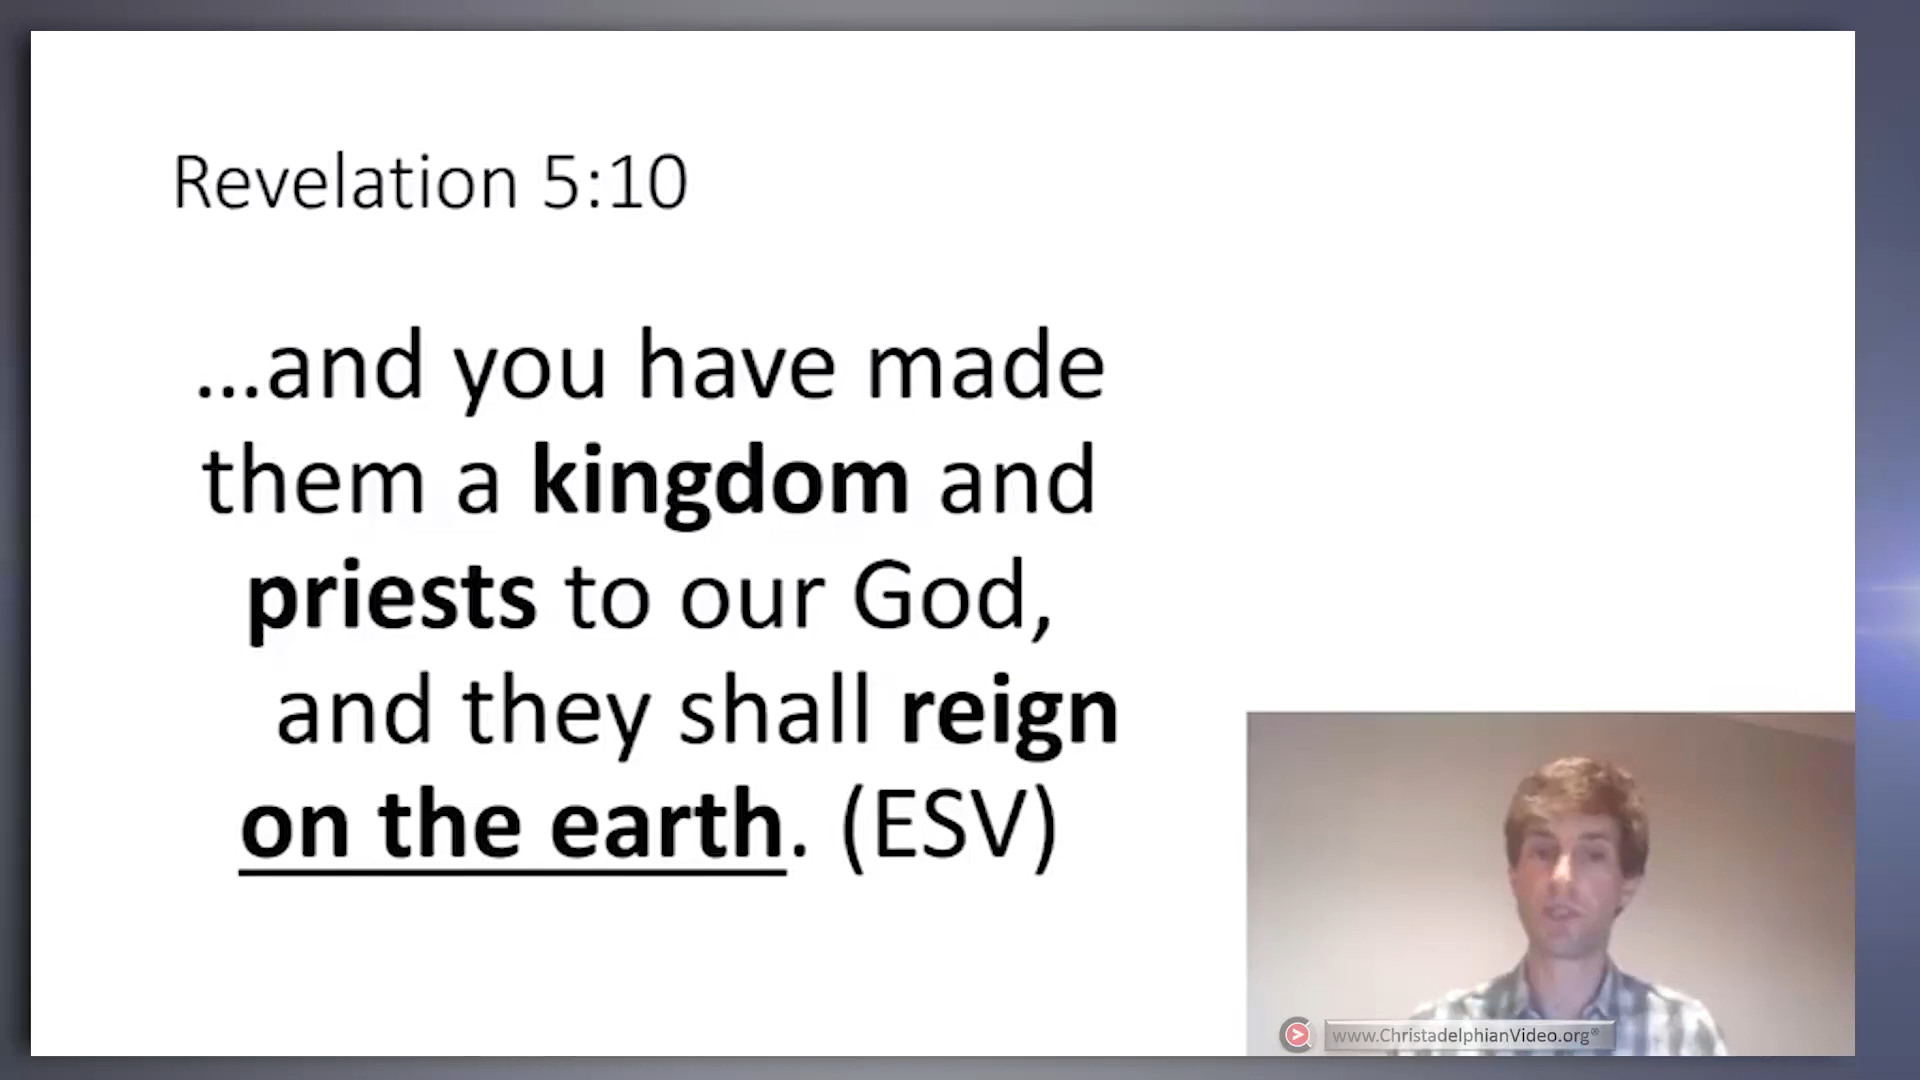 Revelation 5:10
...and you have made
them a kingdom and
priests to our God,
and they shall reign
on the earth. (ESV)
www.ChristadelphianVideo.org®